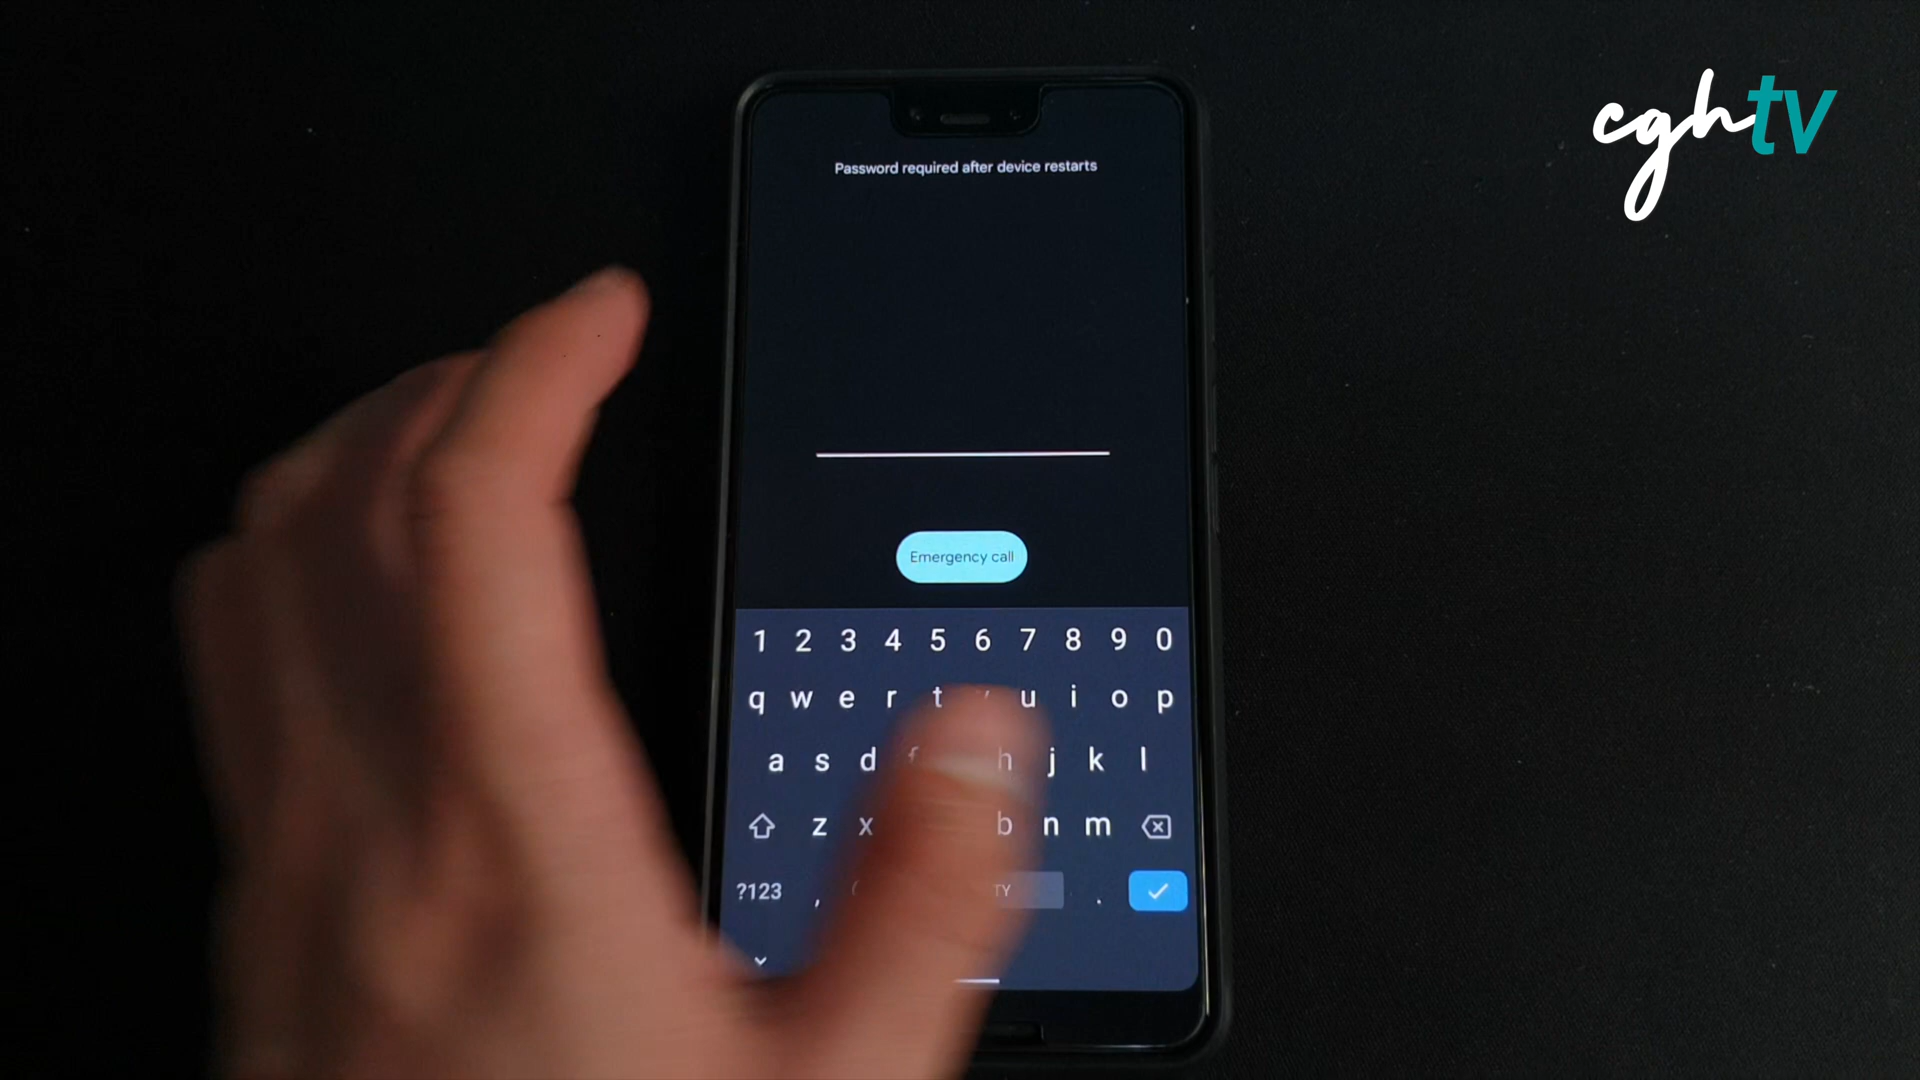 cghtv
Password required after device restarts
Emergency call
1 2 3 4 5 6 7 8 9 0
q w e r t u i o p
a s d f h j k l
z x b n m
?123 , TY .